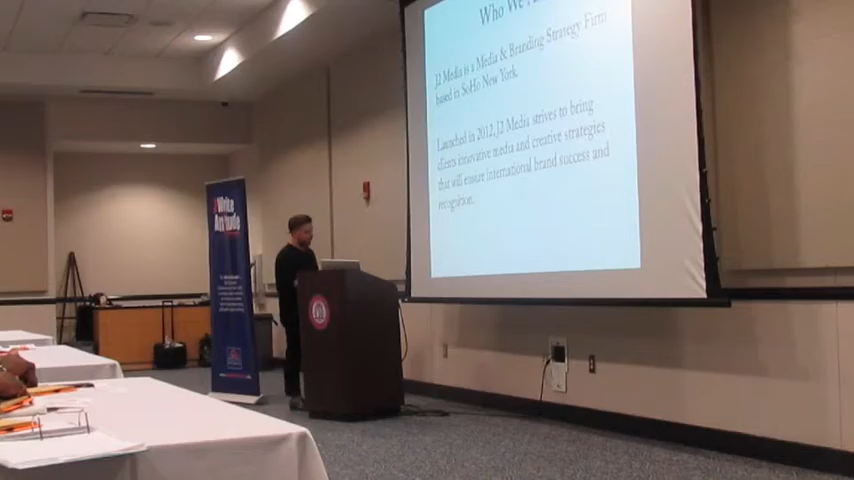 Who We
J2 Media is a Media & Branding Strategy Firm
based in SoHo New York.
Launched in 2012, J2 Media strives to bring
clients innovative media and creative strategies
that will ensure international brand success and
recognition.
Write